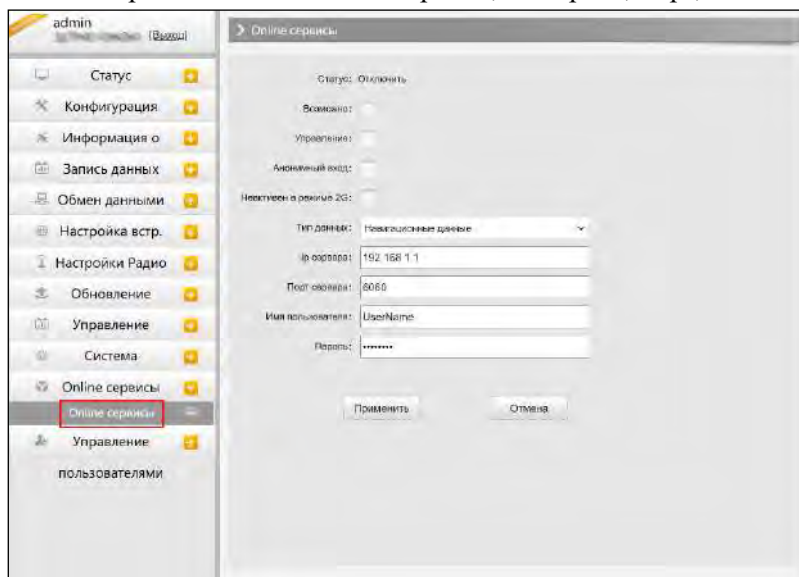 admin
[Выход]
Статус
Конфигурация
Информация о
Запись данных
Обмен данными
Настройка встр.
Настройки Радио
Обновление
Управление
Система
Online сервисы
Online сервисы
Управление
пользователями
Online сервисы
Статус: Отключить
Возможно:
Управление:
Анонимный вход:
Неактивен в режиме 2G:
Тип данных: Навигационные данные
Ip сервера: 192.168.1.1
Порт сервера: 6060
Имя пользователя: UserName
Пароль: ••••••••
Применить Отмена